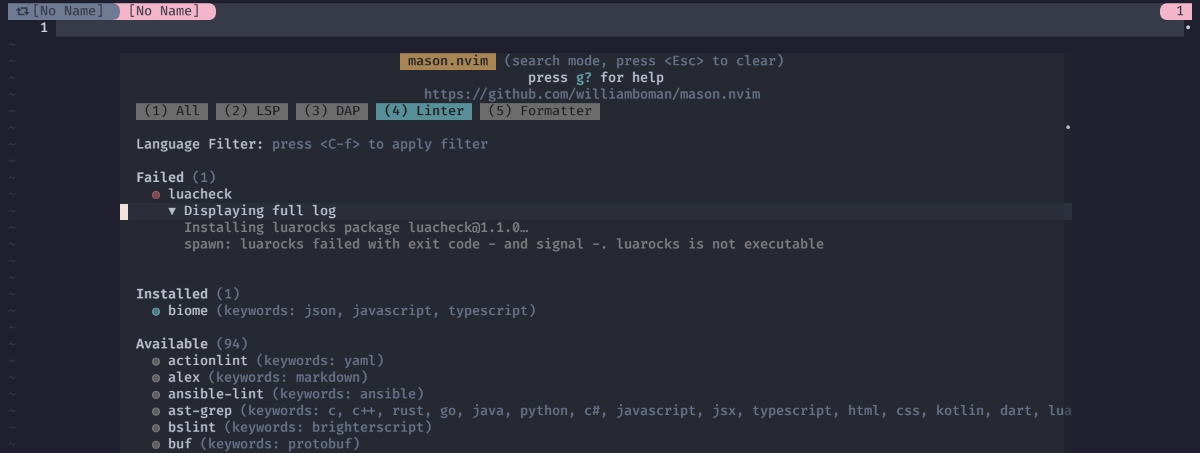 [No Name] [No Name] 1
1
mason.nvim (search mode, press <Esc> to clear)
press g? for help
https://github.com/williamboman/mason.nvim
(1) All (2) LSP (3) DAP (4) Linter (5) Formatter
Language Filter: press <C-f> to apply filter
Failed (1)
luacheck
▼ Displaying full log
Installing luarocks package luacheck@1.1.0…
spawn: luarocks failed with exit code - and signal -. luarocks is not executable
Installed (1)
biome (keywords: json, javascript, typescript)
Available (94)
actionlint (keywords: yaml)
alex (keywords: markdown)
ansible-lint (keywords: ansible)
ast-grep (keywords: c, c++, rust, go, java, python, c#, javascript, jsx, typescript, html, css, kotlin, dart, lua
bslint (keywords: brighterscript)
buf (keywords: protobuf)